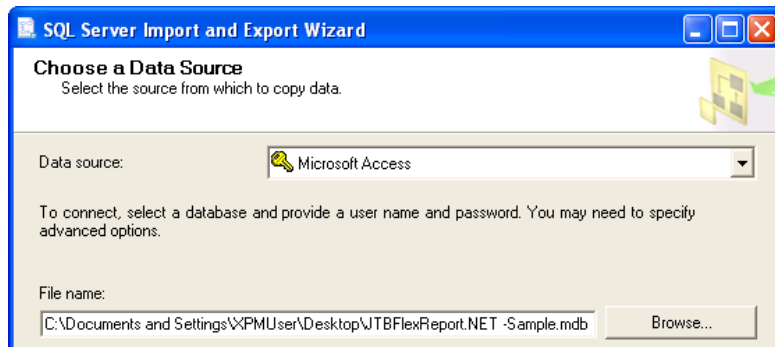 SQL Server Import and Export Wizard
Choose a Data Source
Select the source from which to copy data.
Data source:
Microsoft Access
To connect, select a database and provide a user name and password. You may need to specify
advanced options.
File name:
C:\Documents and Settings\XPMUser\Desktop\JTBFlexReport.NET -Sample.mdb
Browse...